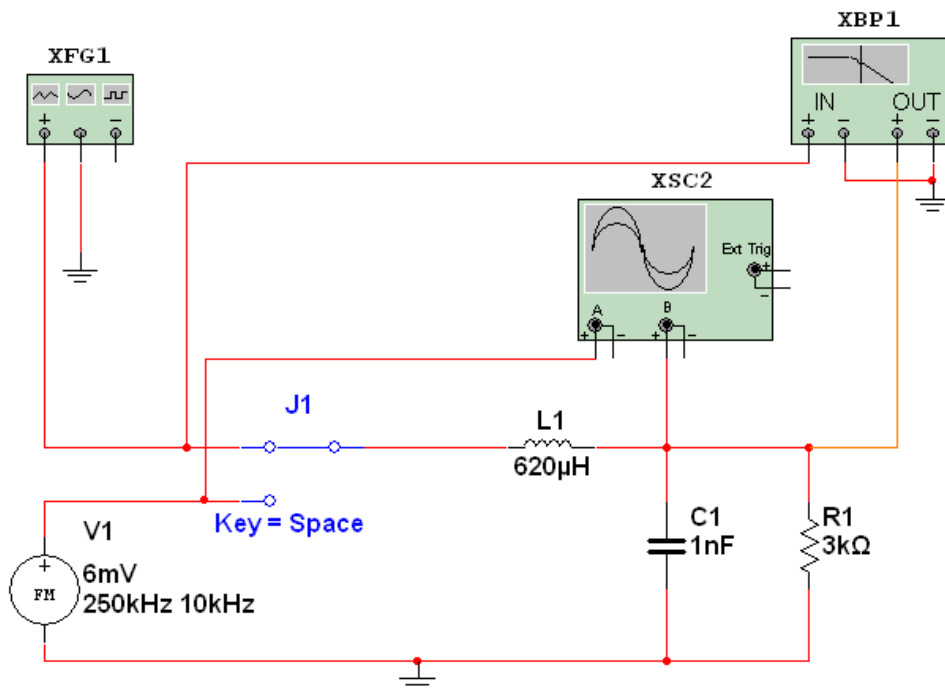 XFG1
XBP1
IN OUT
+ -
+ - + -
XSC2
Ext Trig
+
-
A B
+ - + -
J1
L1
620µH
Key = Space
V1
+
6mV
FM
250kHz 10kHz
C1
1nF
R1
3kΩ